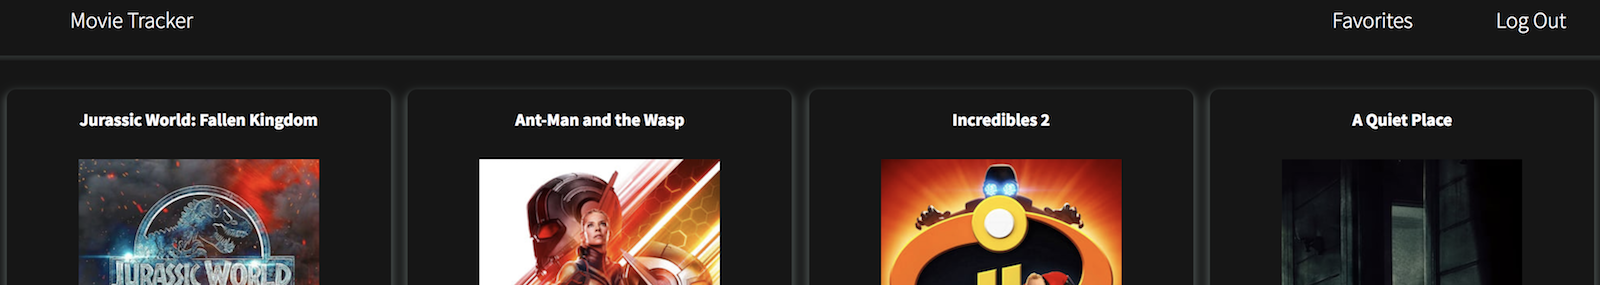 Movie Tracker
Favorites
Log Out
Jurassic World: Fallen Kingdom
Ant-Man and the Wasp
Incredibles 2
A Quiet Place
JURASSIC WORLD